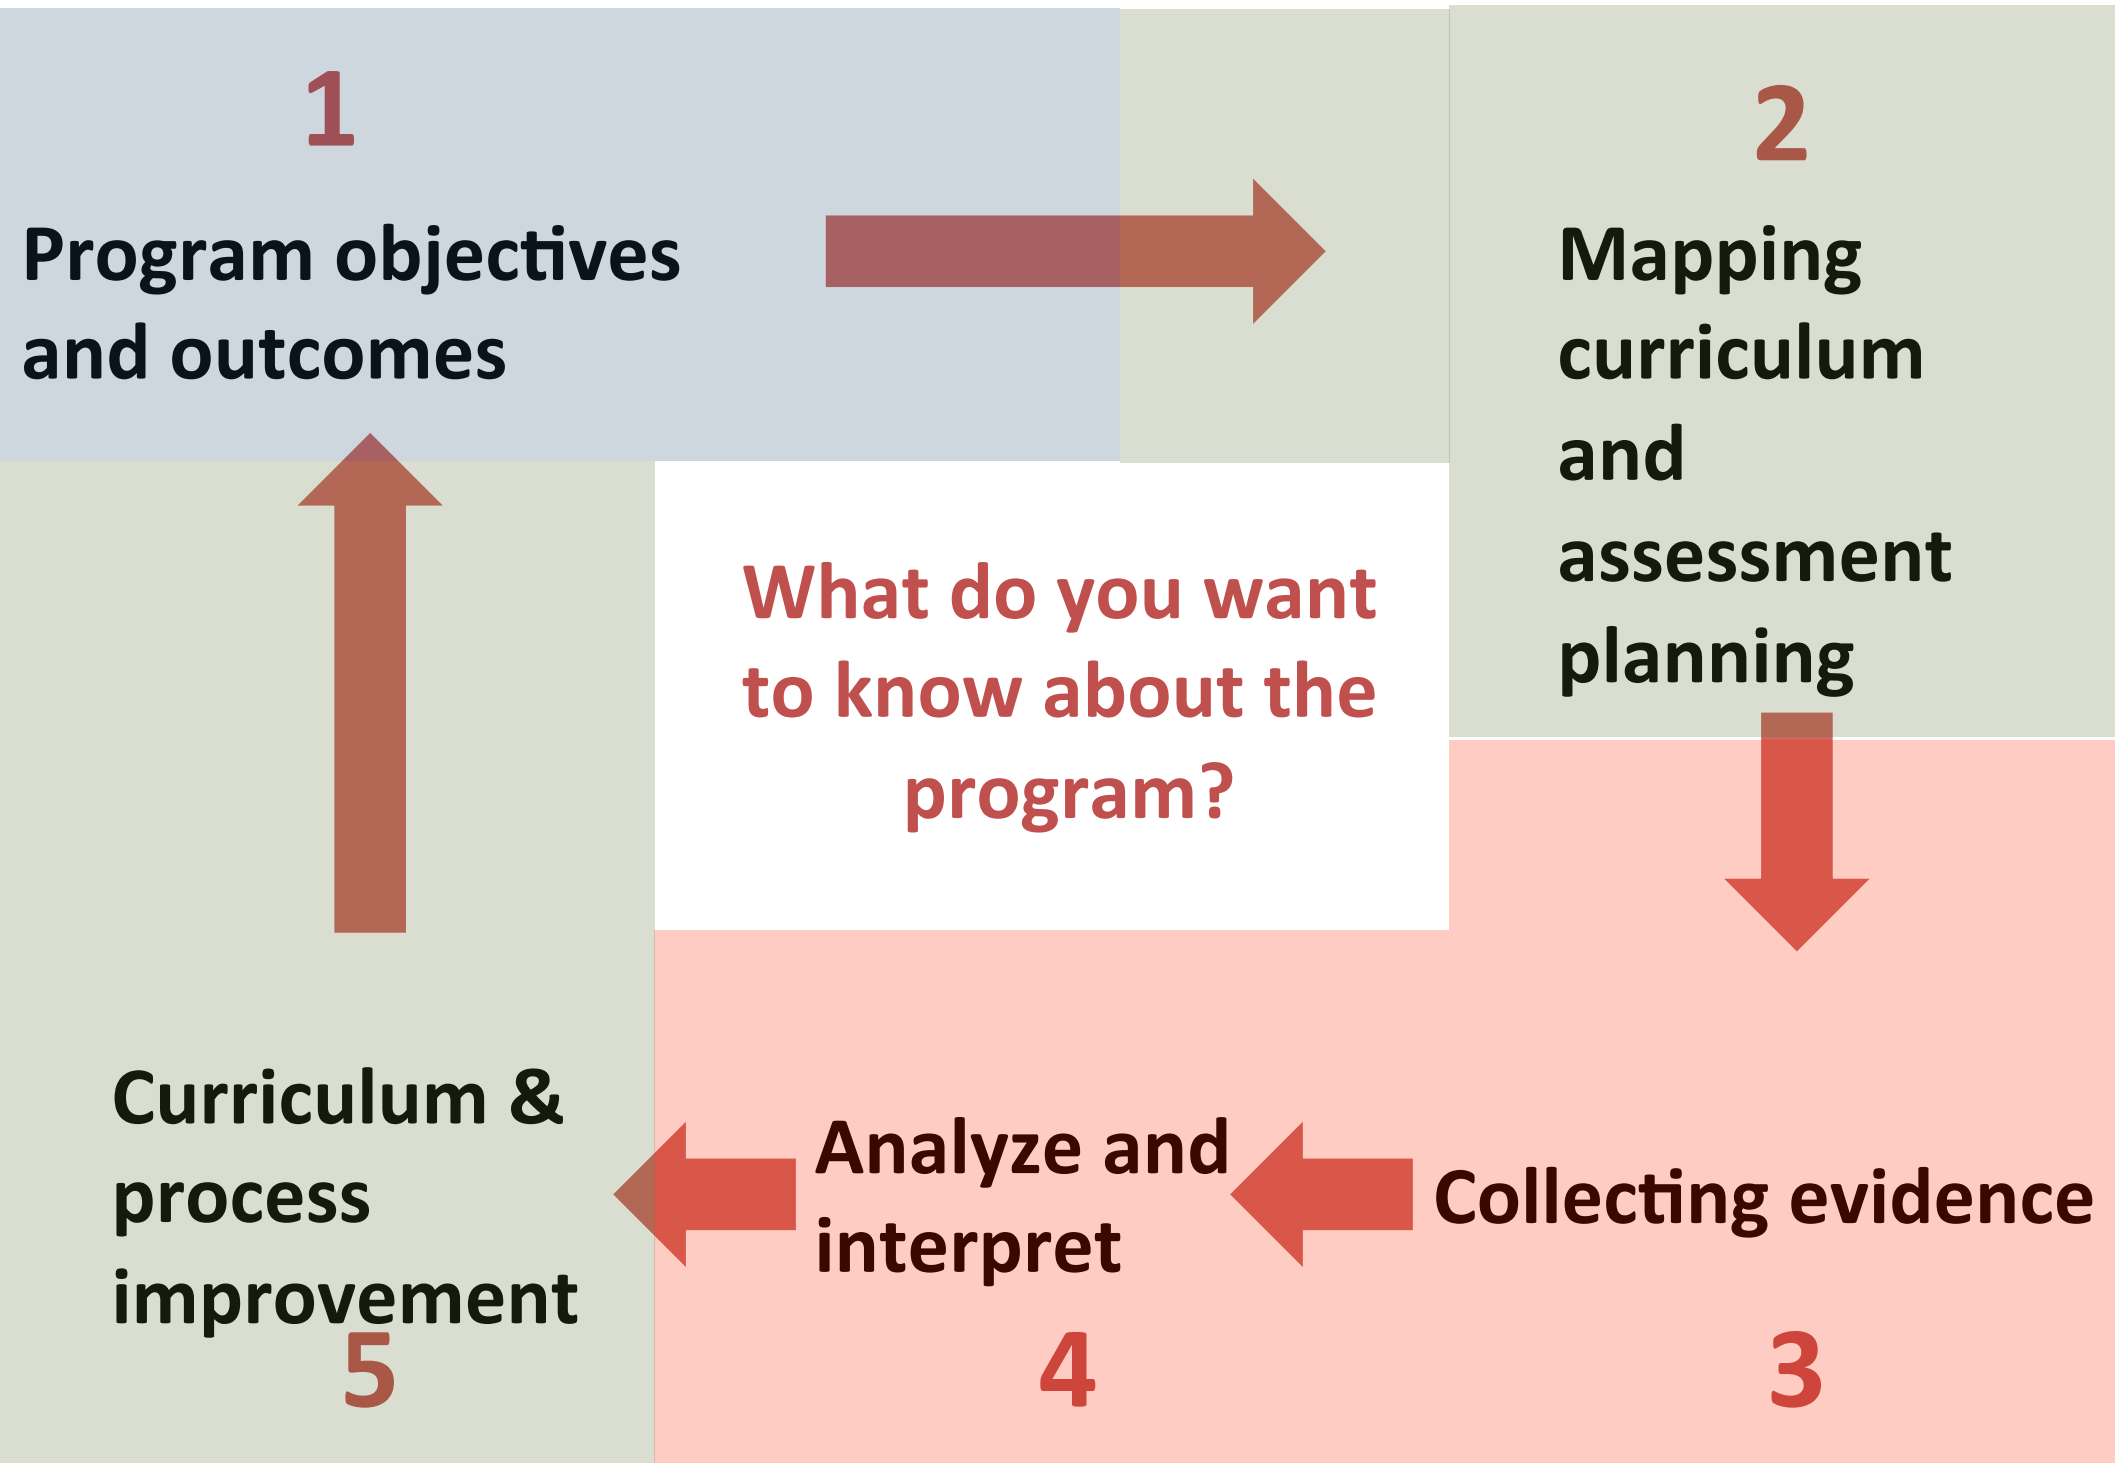 1
Program objectives
and outcomes
2
Mapping
curriculum
and
assessment
planning
What do you want
to know about the
program?
Collecting evidence
3
Analyze and
interpret
4
Curriculum &
process
improvement
5